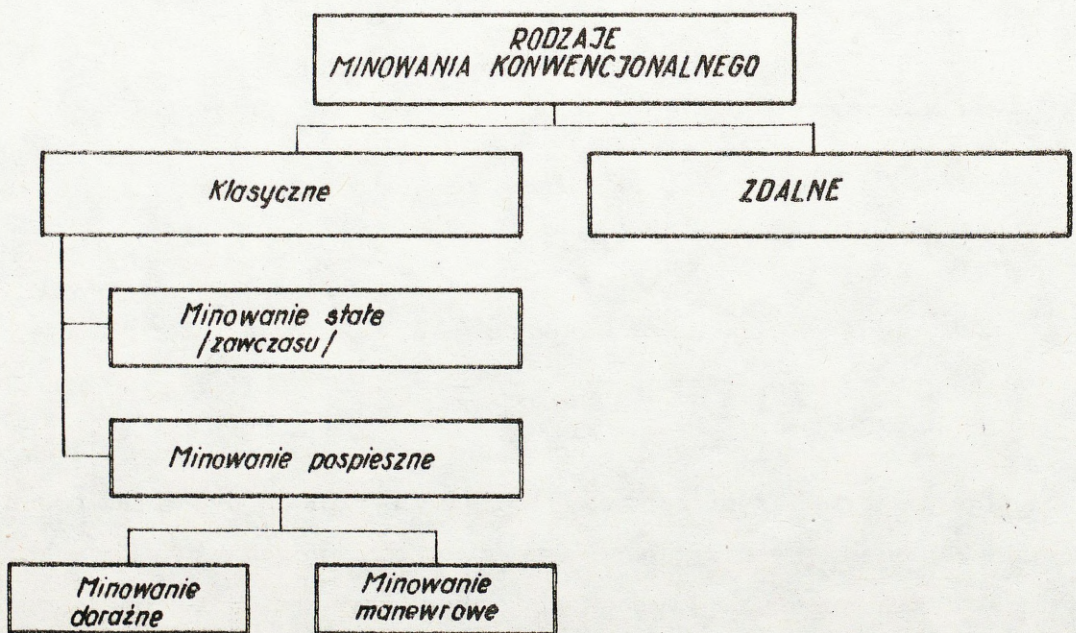 RODZAJE
MINOWANIA KONWENCJONALNEGO
Klasyczne
ZDALNE
Minowanie stałe
/zawczasu/
Minowanie pospieszne
Minowanie
doraźne
Minowanie
manewrowe